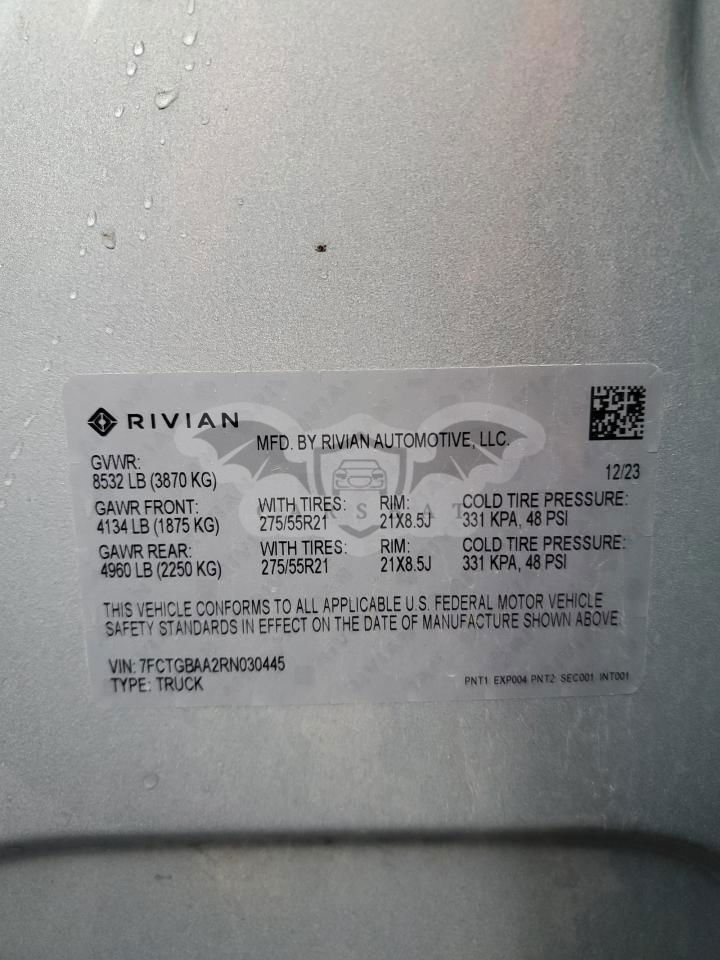 RIVIAN
MFD. BY RIVIAN AUTOMOTIVE, LLC.
GVWR:
8532 LB (3870 KG) 12/23
GAWR FRONT: WITH TIRES: RIM: COLD TIRE PRESSURE:
4134 LB (1875 KG) 275/55R21 21X8.5J 331 KPA, 48 PSI
GAWR REAR: WITH TIRES: RIM: COLD TIRE PRESSURE:
4960 LB (2250 KG) 275/55R21 21X8.5J 331 KPA, 48 PSI
THIS VEHICLE CONFORMS TO ALL APPLICABLE U.S. FEDERAL MOTOR VEHICLE
SAFETY STANDARDS IN EFFECT ON THE DATE OF MANUFACTURE SHOWN ABOVE.
VIN: 7FCTGBAA2RN030445
TYPE: TRUCK PNT1: EXP004 PNT2: SEC001 INT001